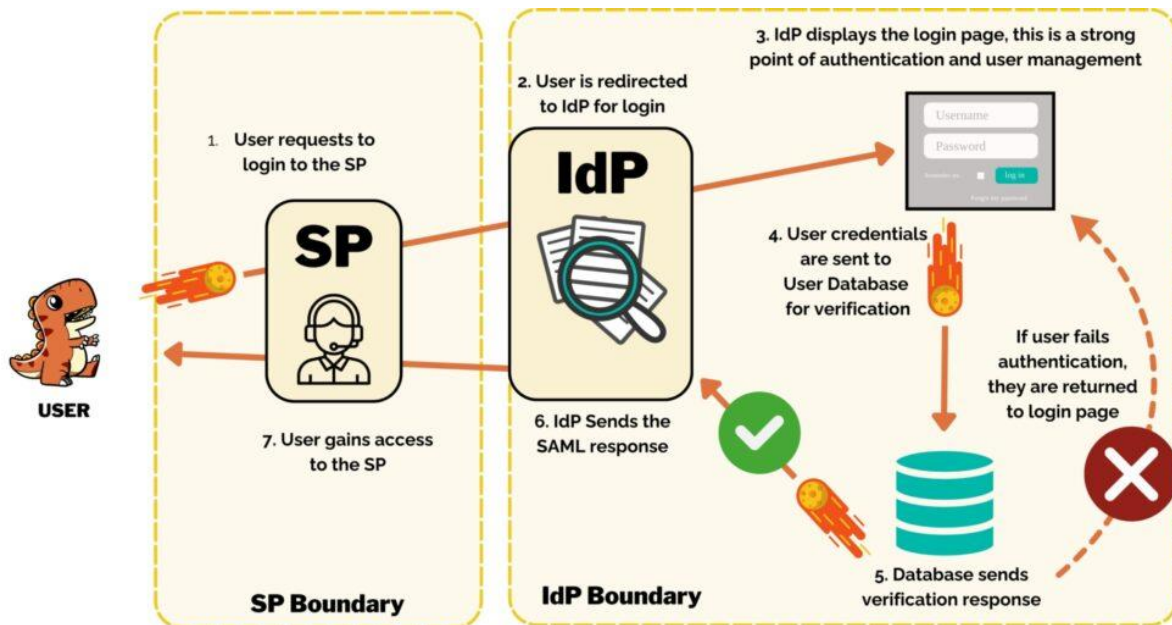 3. IdP displays the login page, this is a strong
point of authentication and user management
2. User is redirected
to IdP for login
1. User requests to
login to the SP
Username
Password
log in
IdP
SP
4. User credentials
are sent to
User Database
for verification
If user fails
authentication,
they are returned
to login page
USER
7. User gains access
to the SP
6. IdP Sends the
SAML response
5. Database sends
verification response
SP Boundary
IdP Boundary